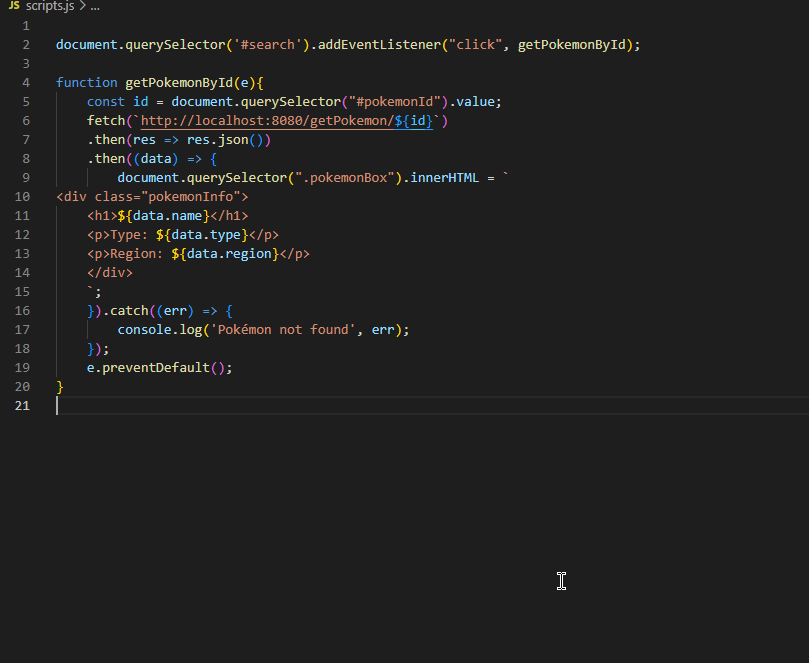 JS scripts.js > ...
1
2 document.querySelector('#search').addEventListener("click", getPokemonById);
3
4 function getPokemonById(e){
5     const id = document.querySelector("#pokemonId").value;
6     fetch(`http://localhost:8080/getPokemon/${id}`)
7     .then(res => res.json())
8     .then((data) => {
9         document.querySelector(".pokemonBox").innerHTML = `
10 <div class="pokemonInfo">
11     <h1>${data.name}</h1>
12     <p>Type: ${data.type}</p>
13     <p>Region: ${data.region}</p>
14     </div>
15     `;
16     }).catch((err) => {
17         console.log('Pokémon not found', err);
18     });
19     e.preventDefault();
20 }
21